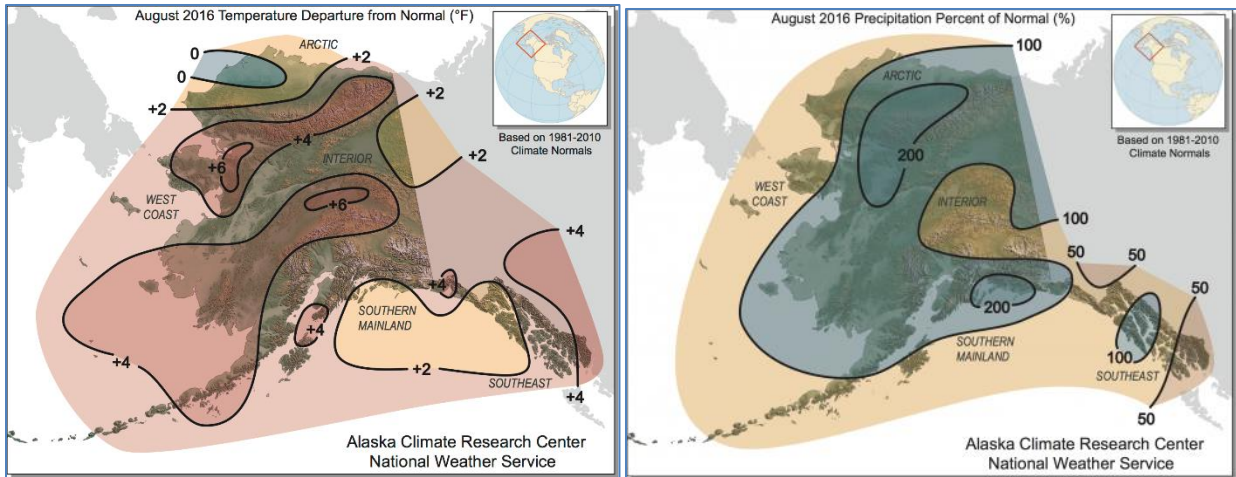 August 2016 Temperature Departure from Normal (°F)
0
ARCTIC
0
+2
+2
+2
Based on 1981-2010
Climate Normals
+4
+6
INTERIOR
+2
WEST
COAST
+6
+4
+4
+4
SOUTHERN
MAINLAND
+4
+2
SOUTHEAST
+4
Alaska Climate Research Center
National Weather Service
August 2016 Precipitation Percent of Normal (%)
100
ARCTIC
Based on 1981-2010
Climate Normals
200
WEST
COAST
INTERIOR
100
50
50
50
200
SOUTHERN
MAINLAND
100
SOUTHEAST
50
Alaska Climate Research Center
National Weather Service